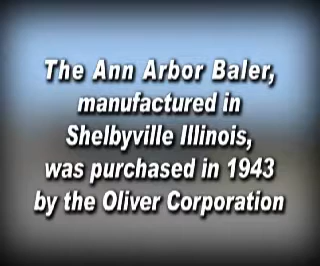 The Ann Arbor Baler,
manufactured in
Shelbyville Illinois,
was purchased in 1943
by the Oliver Corporation